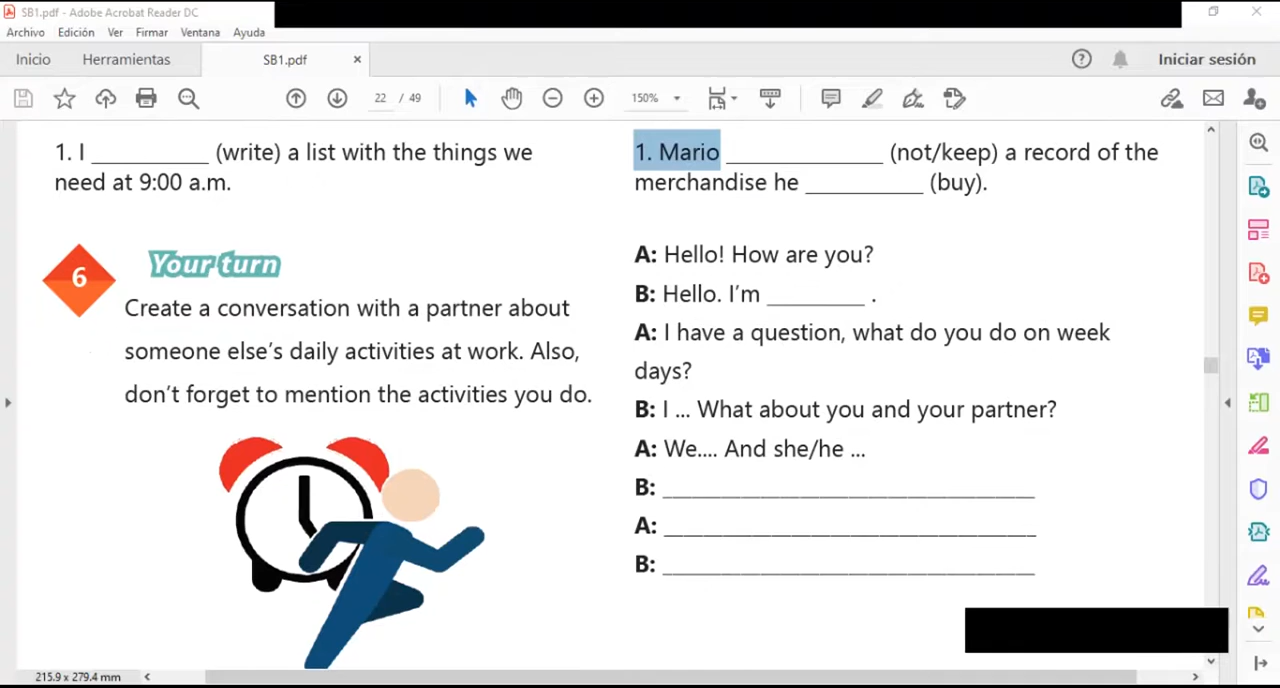 SB1.pdf - Adobe Acrobat Reader DC
Archivo Edición Ver Firmar Ventana Ayuda
Inicio Herramientas SB1.pdf × Iniciar sesión
22 / 49 150%
1. I __________ (write) a list with the things we
need at 9:00 a.m.
6
Your turn
Create a conversation with a partner about
someone else's daily activities at work. Also,
don't forget to mention the activities you do.
1. Mario _____________ (not/keep) a record of the
merchandise he __________ (buy).
A: Hello! How are you?
B: Hello. I'm ________ .
A: I have a question, what do you do on week
days?
B: I ... What about you and your partner?
A: We.... And she/he ...
B: _______________________________
A: _______________________________
B: _______________________________
215.9 x 279.4 mm